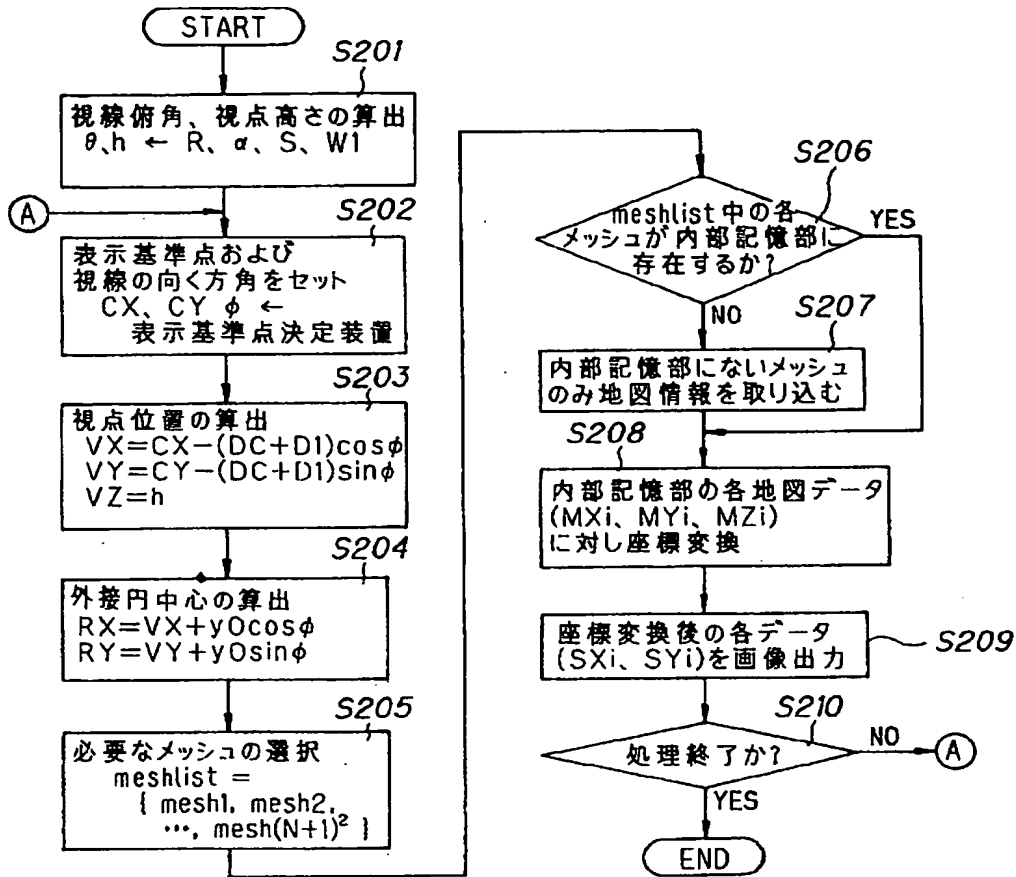 START
S201
視線俯角、視点高さの算出
θ、h ← R、α、S、W1
A
S202
表示基準点および
視線の向く方角をセット
CX、CY φ ←
表示基準点決定装置
S203
視点位置の算出
VX=CX-(DC+D1)cosφ
VY=CY-(DC+D1)sinφ
VZ=h
S204
外接円中心の算出
RX=VX+y0cosφ
RY=VY+y0sinφ
S205
必要なメッシュの選択
meshlist =
{ mesh1, mesh2,
…, mesh(N+1)² }
S206
meshlist 中の各
メッシュが内部記憶部に
存在するか?
YES
NO
S207
内部記憶部にないメッシュ
のみ地図情報を取り込む
S208
内部記憶部の各地図データ
(MXi、MYi、MZi)
に対し座標変換
座標変換後の各データ
(SXi、SYi)を画像出力
S209
S210
処理終了か?
NO
A
YES
END